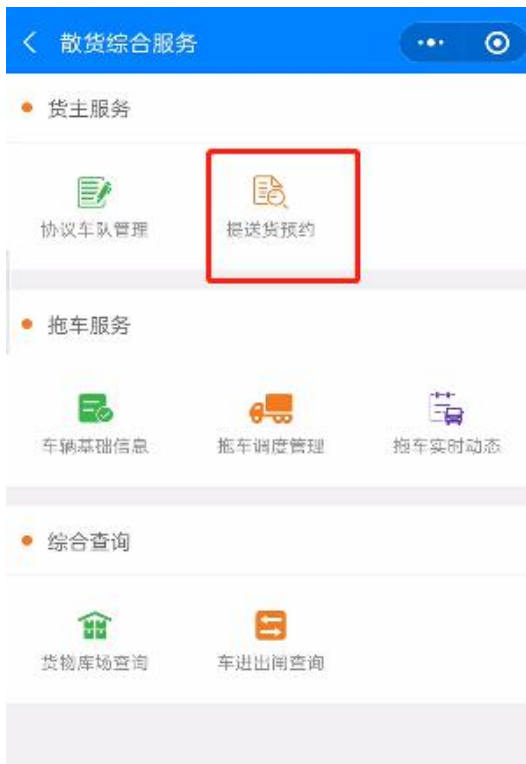 散货综合服务
货主服务
协议车队管理 提送货预约
拖车服务
车辆基础信息 拖车调度管理 拖车实时动态
综合查询
货物库场查询 车进出闸查询